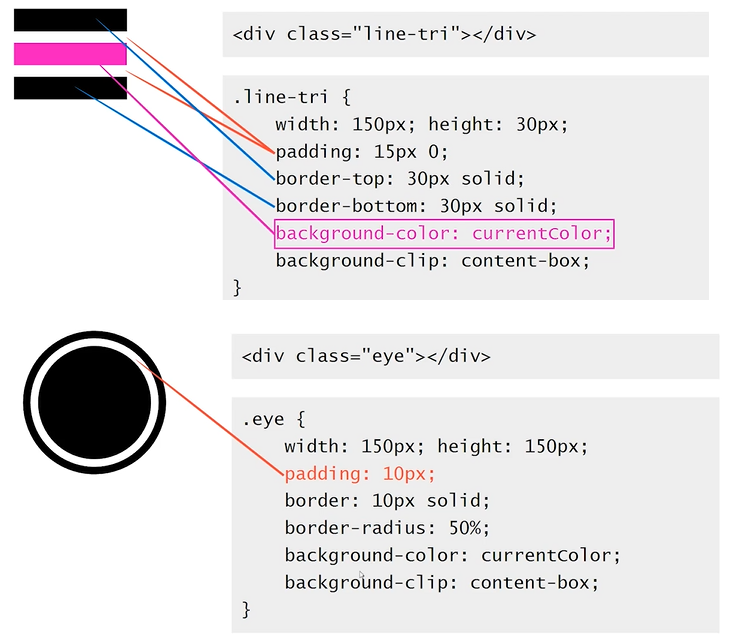 <div class="line-tri"></div>
.line-tri {
    width: 150px; height: 30px;
    padding: 15px 0;
    border-top: 30px solid;
    border-bottom: 30px solid;
    background-color: currentColor;
    background-clip: content-box;
}
<div class="eye"></div>
.eye {
    width: 150px; height: 150px;
    padding: 10px;
    border: 10px solid;
    border-radius: 50%;
    background-color: currentColor;
    background-clip: content-box;
}